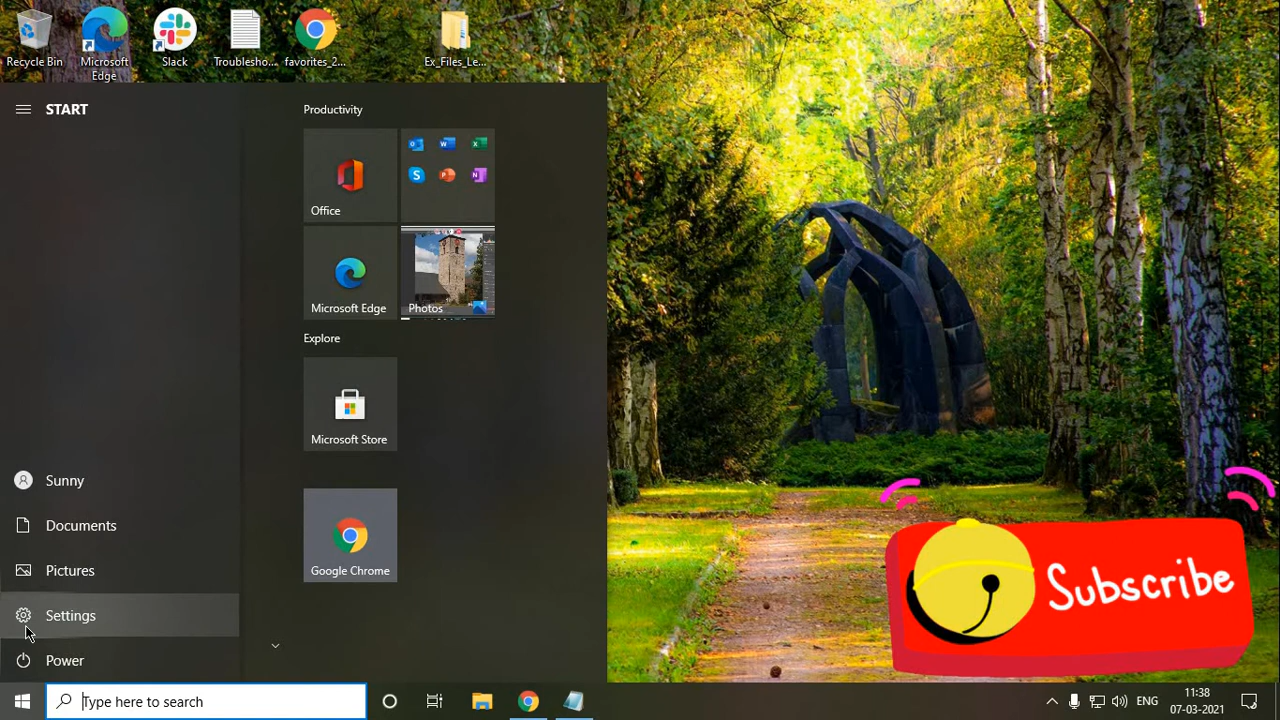 Recycle Bin
Microsoft
Edge
Slack
Troublesho...
favorites_2...
Ex_Files_Le...
START
Productivity
Office
Microsoft Edge
Photos
Explore
Microsoft Store
Google Chrome
Sunny
Documents
Pictures
Settings
Power
Subscribe
Type here to search
ENG
11:38
07-03-2021